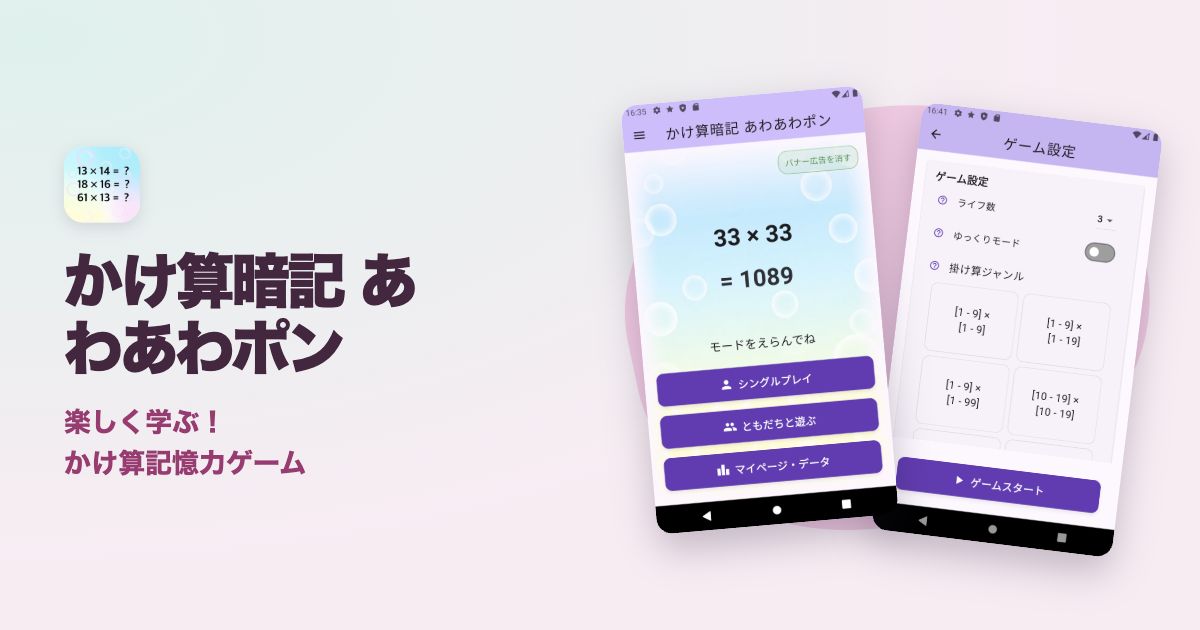 13 × 14 = ?
18 × 16 = ?
61 × 13 = ?
かけ算暗記 あ
わあわポン
楽しく学ぶ！
かけ算記憶力ゲーム
16:35
かけ算暗記 あわあわポン
バナー広告を消す
33 × 33
= 1089
モードをえらんでね
シングルプレイ
ともだちと遊ぶ
マイページ・データ
16:41
ゲーム設定
ゲーム設定
ライフ数
3
ゆっくりモード
掛け算ジャンル
[1 - 9] ×
[1 - 9]
[1 - 9] ×
[1 - 19]
[1 - 9] ×
[1 - 99]
[10 - 19] ×
[10 - 19]
ゲームスタート